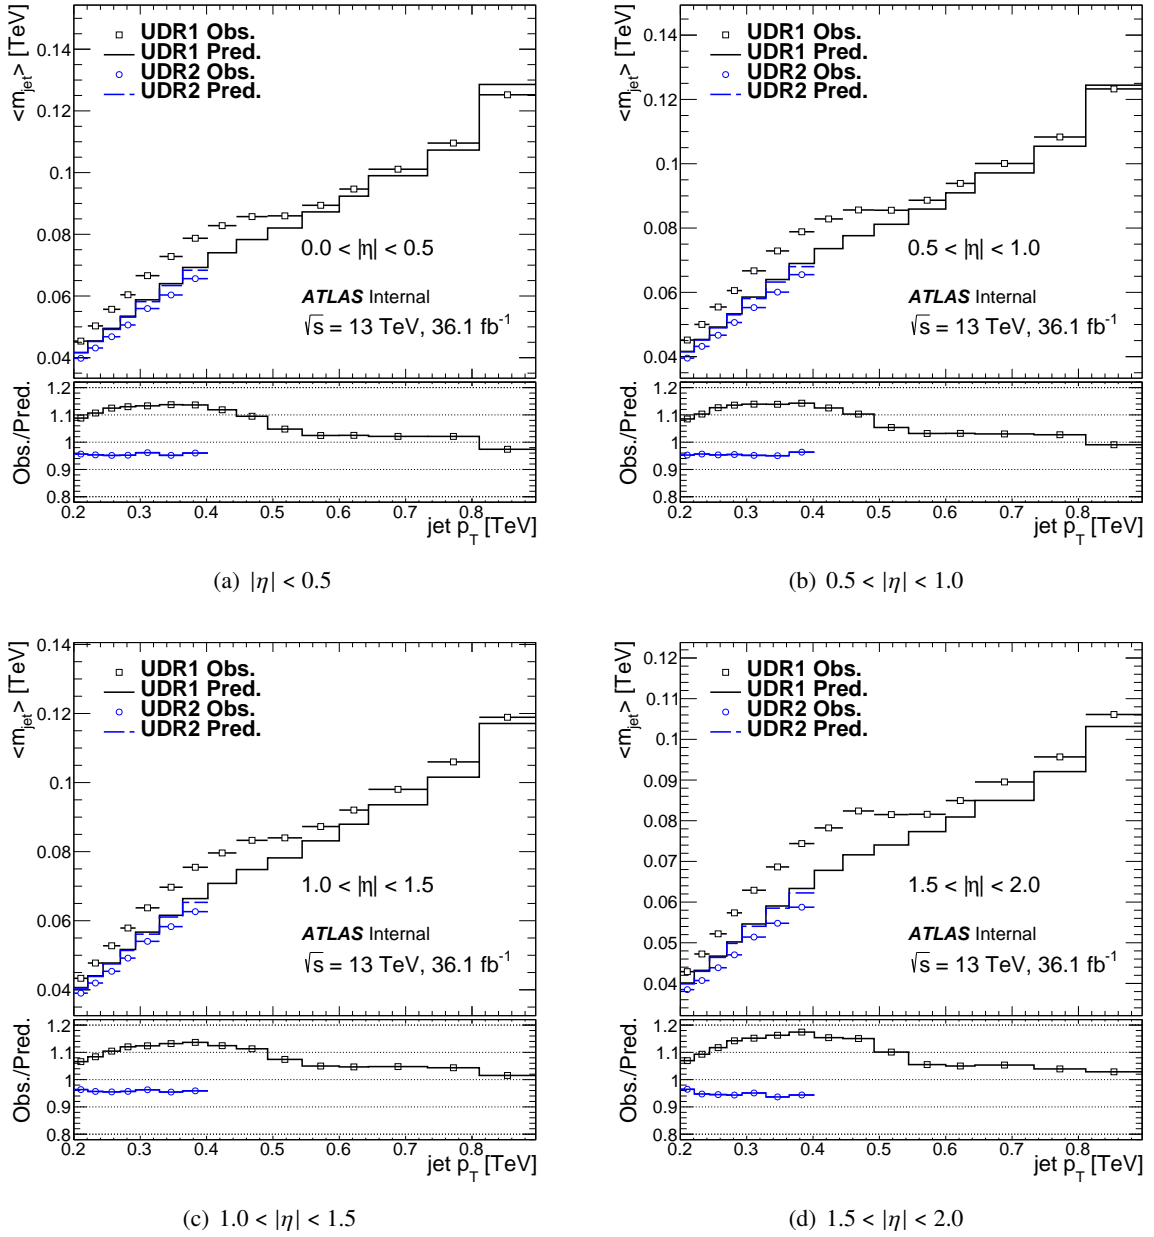 <m_jet> [TeV]
0.14
0.12
0.1
0.08
0.06
0.04
UDR1 Obs.
UDR1 Pred.
UDR2 Obs.
UDR2 Pred.
0.0 < |η| < 0.5
ATLAS Internal
√s = 13 TeV, 36.1 fb⁻¹
Obs./Pred.
1.2
1.1
1
0.9
0.8
0.2 0.3 0.4 0.5 0.6 0.7 0.8
jet p_T [TeV]
(a) |η| < 0.5
<m_jet> [TeV]
0.14
0.12
0.1
0.08
0.06
0.04
UDR1 Obs.
UDR1 Pred.
UDR2 Obs.
UDR2 Pred.
0.5 < |η| < 1.0
ATLAS Internal
√s = 13 TeV, 36.1 fb⁻¹
Obs./Pred.
1.2
1.1
1
0.9
0.8
0.2 0.3 0.4 0.5 0.6 0.7 0.8
jet p_T [TeV]
(b) 0.5 < |η| < 1.0
<m_jet> [TeV]
0.14
0.12
0.1
0.08
0.06
0.04
UDR1 Obs.
UDR1 Pred.
UDR2 Obs.
UDR2 Pred.
1.0 < |η| < 1.5
ATLAS Internal
√s = 13 TeV, 36.1 fb⁻¹
Obs./Pred.
1.2
1.1
1
0.9
0.8
0.2 0.3 0.4 0.5 0.6 0.7 0.8
jet p_T [TeV]
(c) 1.0 < |η| < 1.5
<m_jet> [TeV]
0.12
0.11
0.1
0.09
0.08
0.07
0.06
0.05
0.04
UDR1 Obs.
UDR1 Pred.
UDR2 Obs.
UDR2 Pred.
1.5 < |η| < 2.0
ATLAS Internal
√s = 13 TeV, 36.1 fb⁻¹
Obs./Pred.
1.2
1.1
1
0.9
0.8
0.2 0.3 0.4 0.5 0.6 0.7 0.8
jet p_T [TeV]
(d) 1.5 < |η| < 2.0